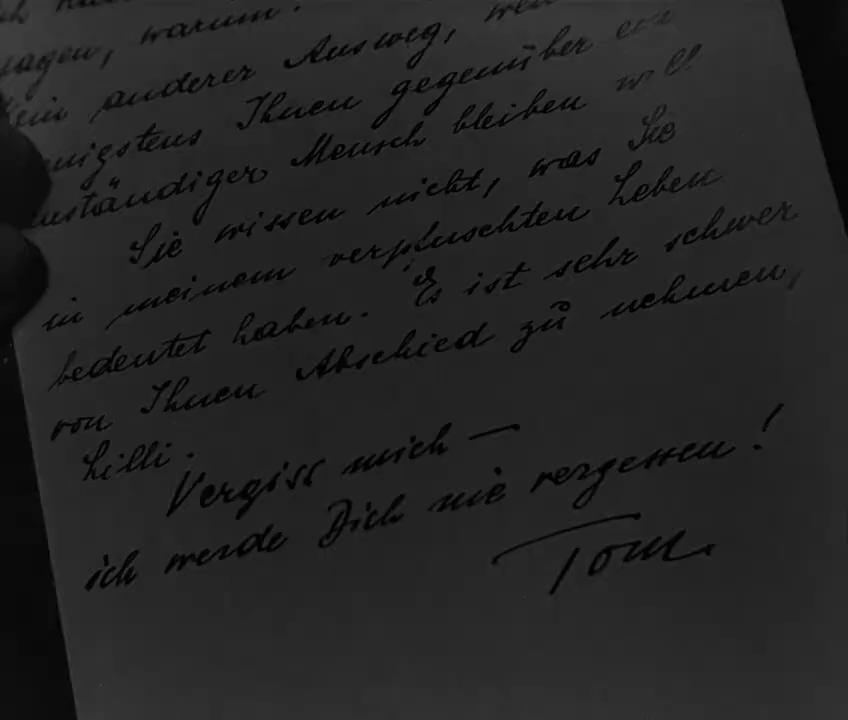 warum.
anderer Ausweg, weil
wenigstens Ihnen gegenüber ein
anständiger Mensch bleiben will
Sie wissen nicht, was Sie
in meinem verpfuschten Leben
bedeutet haben. Es ist sehr schwer
von Ihnen Abschied zu nehmen,
Lilli.
Vergiss mich —
ich werde Dich nie vergessen!
Tom.